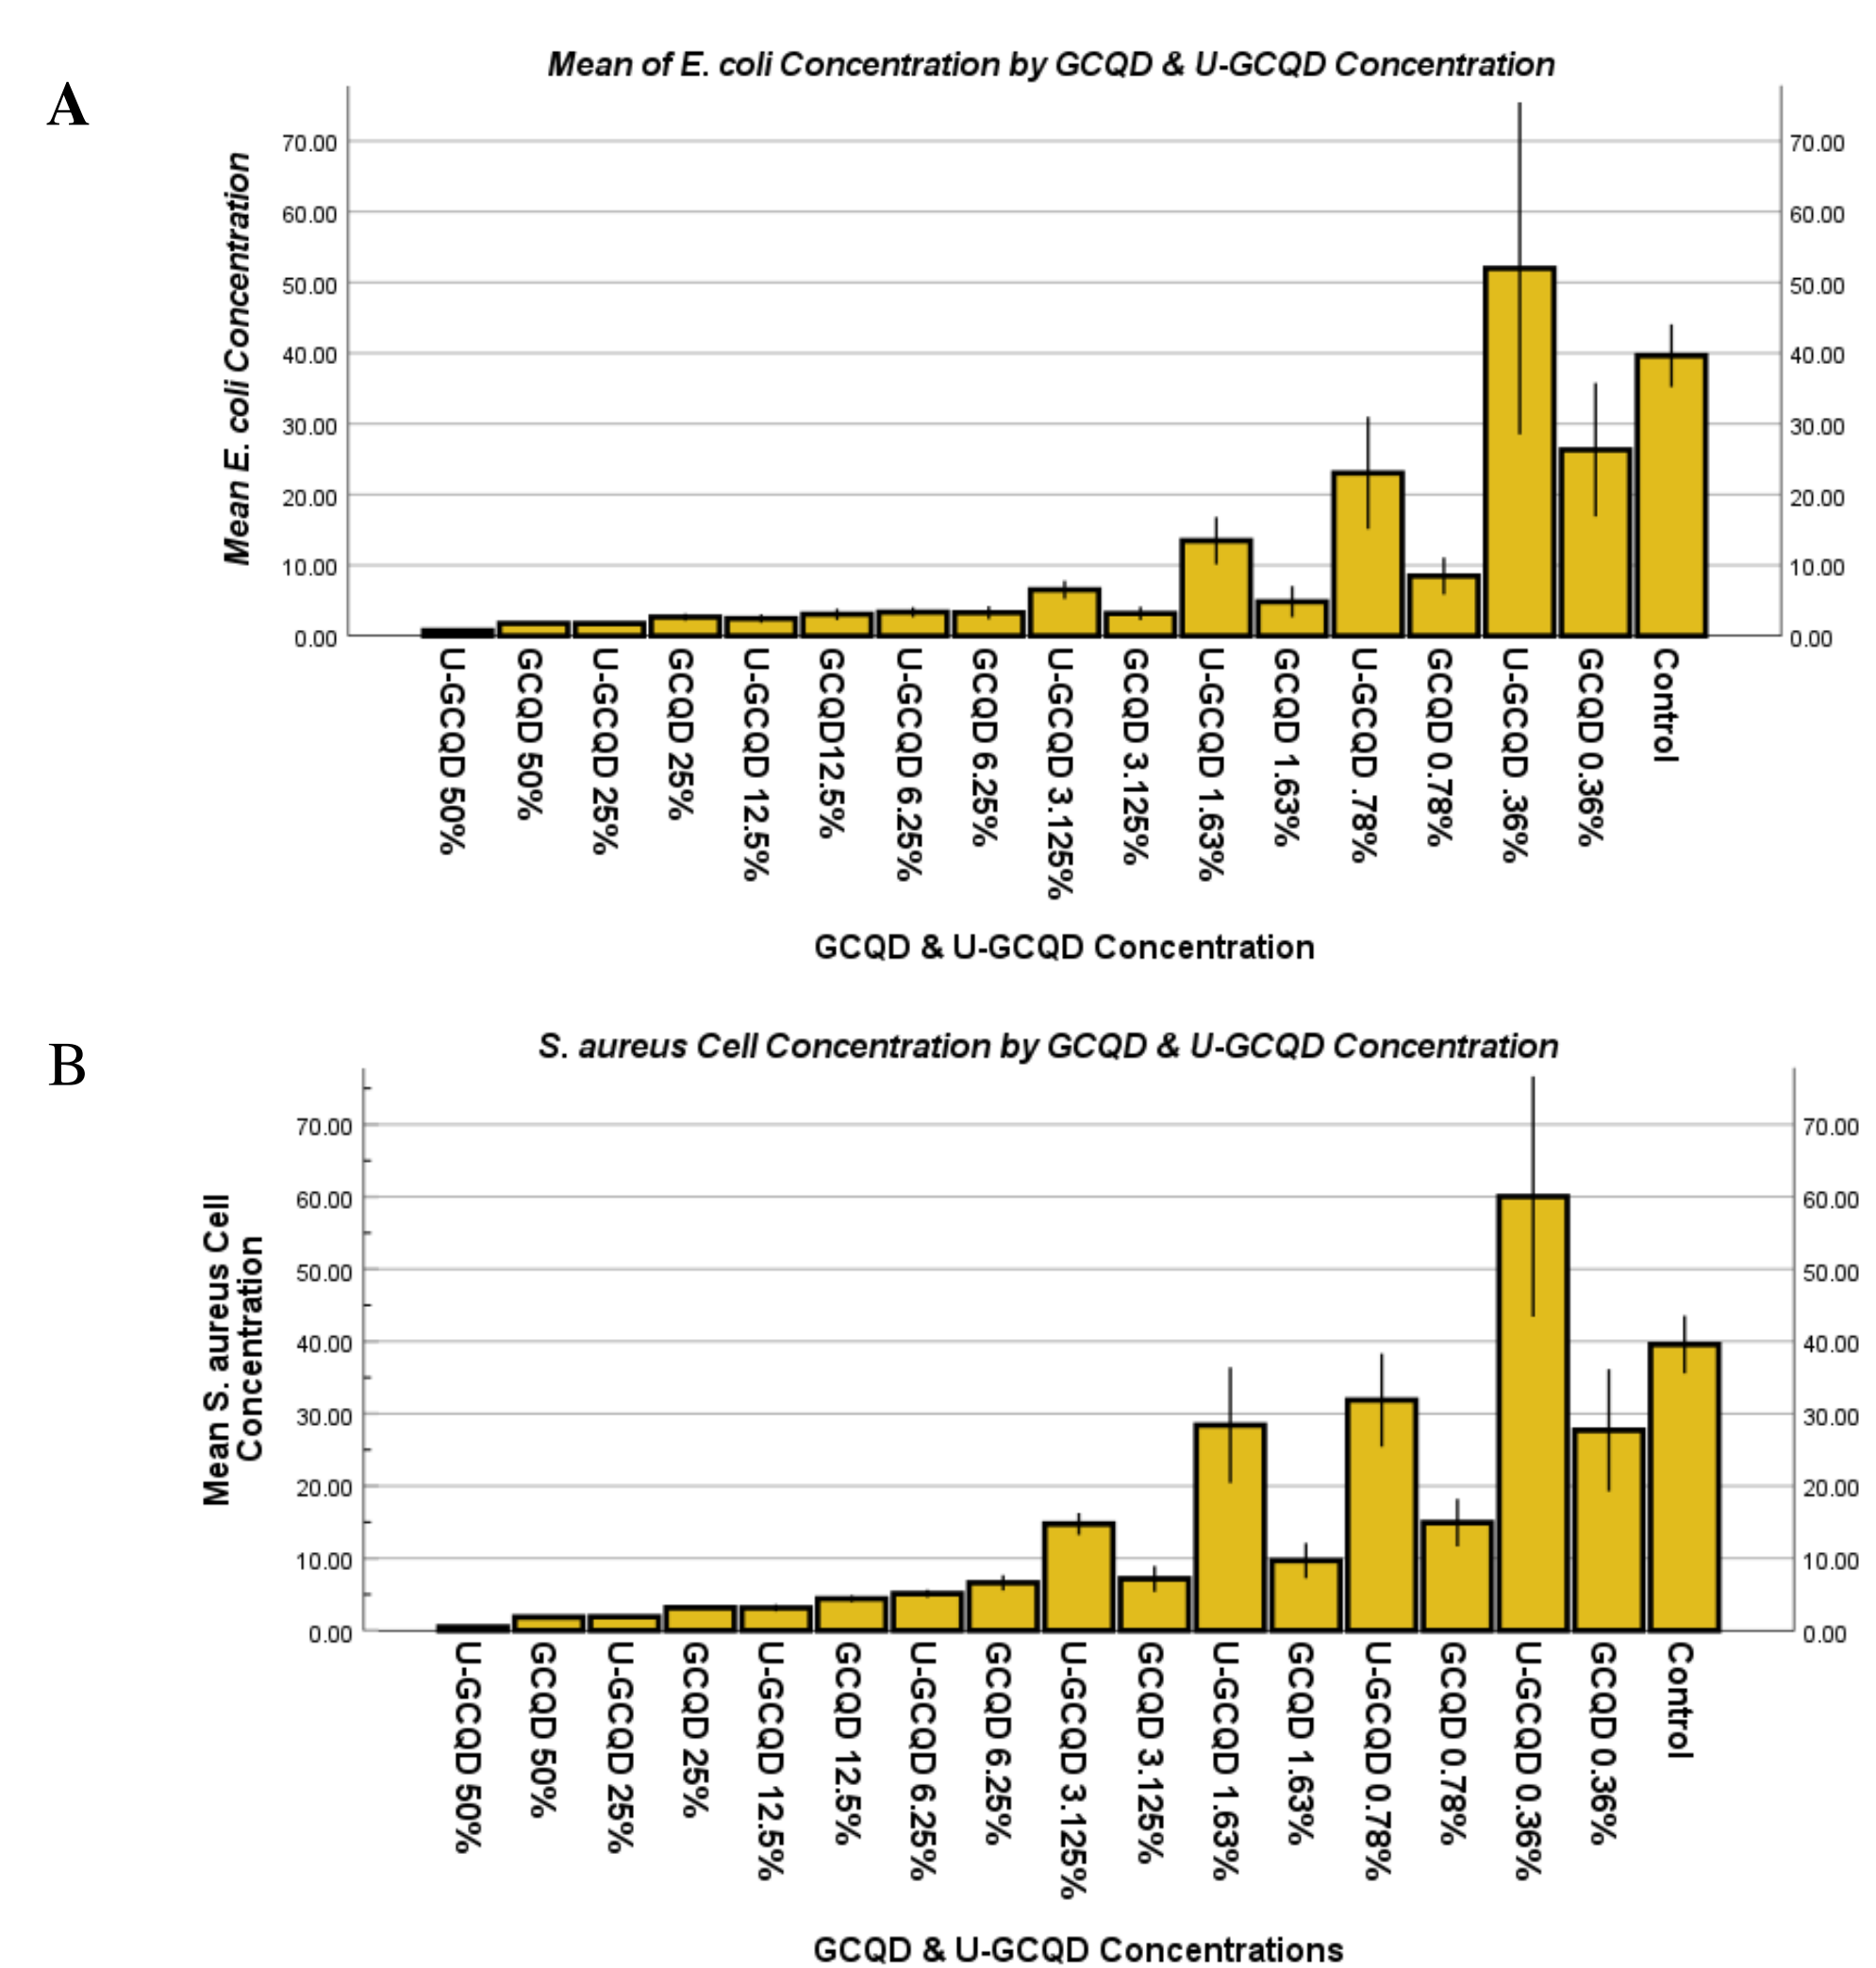 A
Mean of E. coli Concentration by GCQD & U-GCQD Concentration
Mean E. coli Concentration
70.00
60.00
50.00
40.00
30.00
20.00
10.00
0.00
70.00
60.00
50.00
40.00
30.00
20.00
10.00
0.00
U-GCQD 50%
GCQD 50%
U-GCQD 25%
GCQD 25%
U-GCQD 12.5%
GCQD12.5%
U-GCQD 6.25%
GCQD 6.25%
U-GCQD 3.125%
GCQD 3.125%
U-GCQD 1.63%
GCQD 1.63%
U-GCQD .78%
GCQD 0.78%
U-GCQD .36%
GCQD 0.36%
Control
GCQD & U-GCQD Concentration
B
S. aureus Cell Concentration by GCQD & U-GCQD Concentration
Mean S. aureus Cell
Concentration
70.00
60.00
50.00
40.00
30.00
20.00
10.00
0.00
70.00
60.00
50.00
40.00
30.00
20.00
10.00
0.00
U-GCQD 50%
GCQD 50%
U-GCQD 25%
GCQD 25%
U-GCQD 12.5%
GCQD 12.5%
U-GCQD 6.25%
GCQD 6.25%
U-GCQD 3.125%
GCQD 3.125%
U-GCQD 1.63%
GCQD 1.63%
U-GCQD 0.78%
GCQD 0.78%
U-GCQD 0.36%
GCQD 0.36%
Control
GCQD & U-GCQD Concentrations